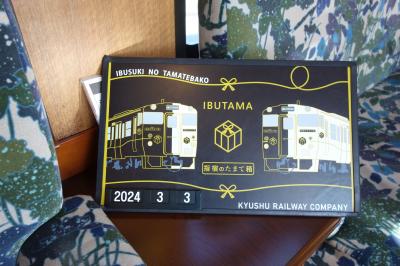 IBUSUKI NO TAMATEBAKO
IBUTAMA
指宿のたまて箱
2024 3 3
KYUSHU RAILWAY COMPANY